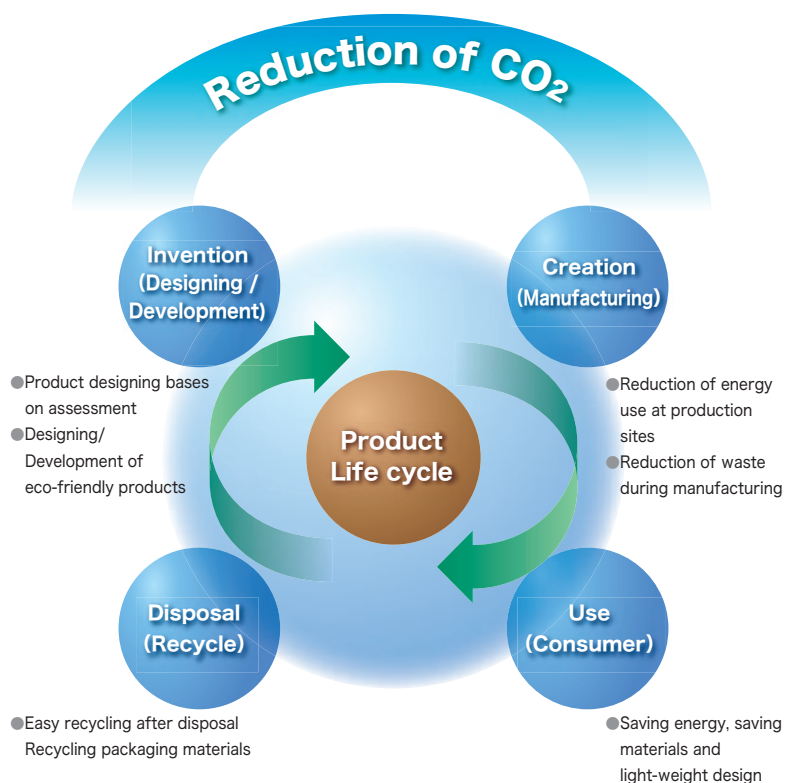 Reduction of CO2
Invention
(Designing /
Development)
Creation
(Manufacturing)
●Product designing bases
on assessment
●Designing/
Development of
eco-friendly products
●Reduction of energy
use at production
sites
●Reduction of waste
during manufacturing
Product
Life cycle
Disposal
(Recycle)
Use
(Consumer)
●Easy recycling after disposal
Recycling packaging materials
●Saving energy, saving
materials and
light-weight design